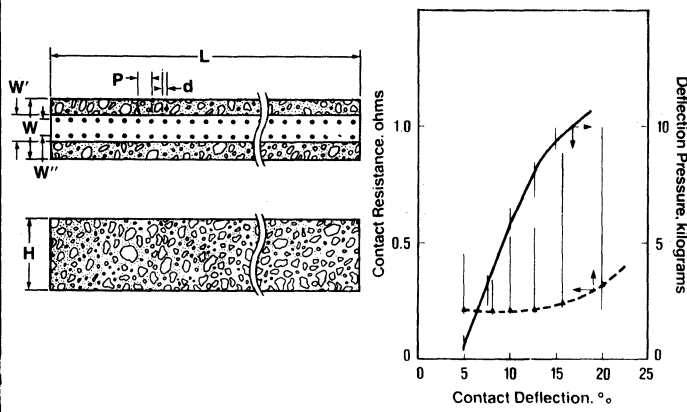 L
P
d
W'
W
W"
H
Contact Resistance. ohms
1.0
0.5
0
10
5
0
Deflection Pressure, kilograms
0 5 10 15 20 25
Contact Deflection. °o